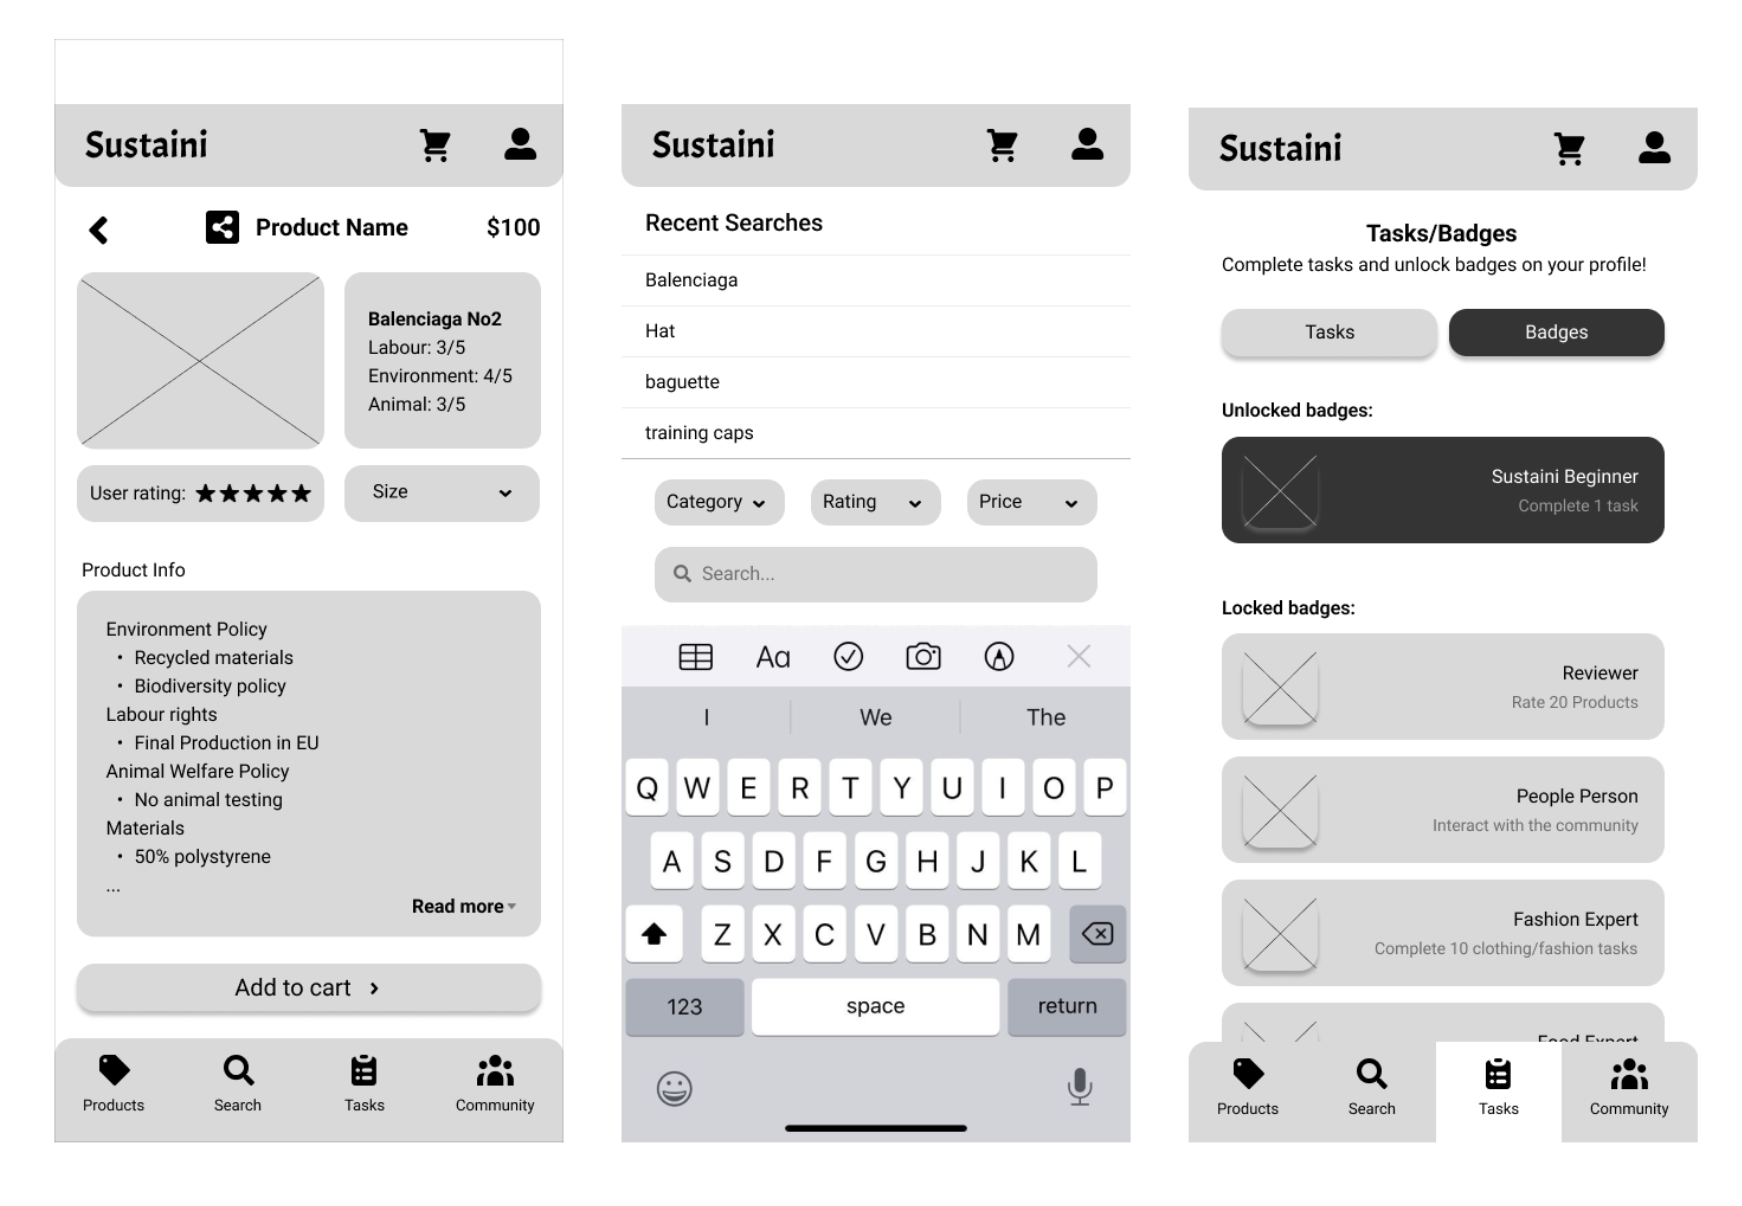 Sustaini
Product Name
$100
Balenciaga No2
Labour: 3/5
Environment: 4/5
Animal: 3/5
User rating:
Size
Product Info
Environment Policy
• Recycled materials
• Biodiversity policy
Labour rights
• Final Production in EU
Animal Welfare Policy
• No animal testing
Materials
• 50% polystyrene
...
Read more
Add to cart
Products
Search
Tasks
Community
Sustaini
Recent Searches
Balenciaga
Hat
baguette
training caps
Category
Rating
Price
Search...
Aa
I
We
The
Q W E R T Y U I O P
A S D F G H J K L
Z X C V B N M
123
space
return
Sustaini
Tasks/Badges
Complete tasks and unlock badges on your profile!
Tasks
Badges
Unlocked badges:
Sustaini Beginner
Complete 1 task
Locked badges:
Reviewer
Rate 20 Products
People Person
Interact with the community
Fashion Expert
Complete 10 clothing/fashion tasks
Food Expert
Products
Search
Tasks
Community